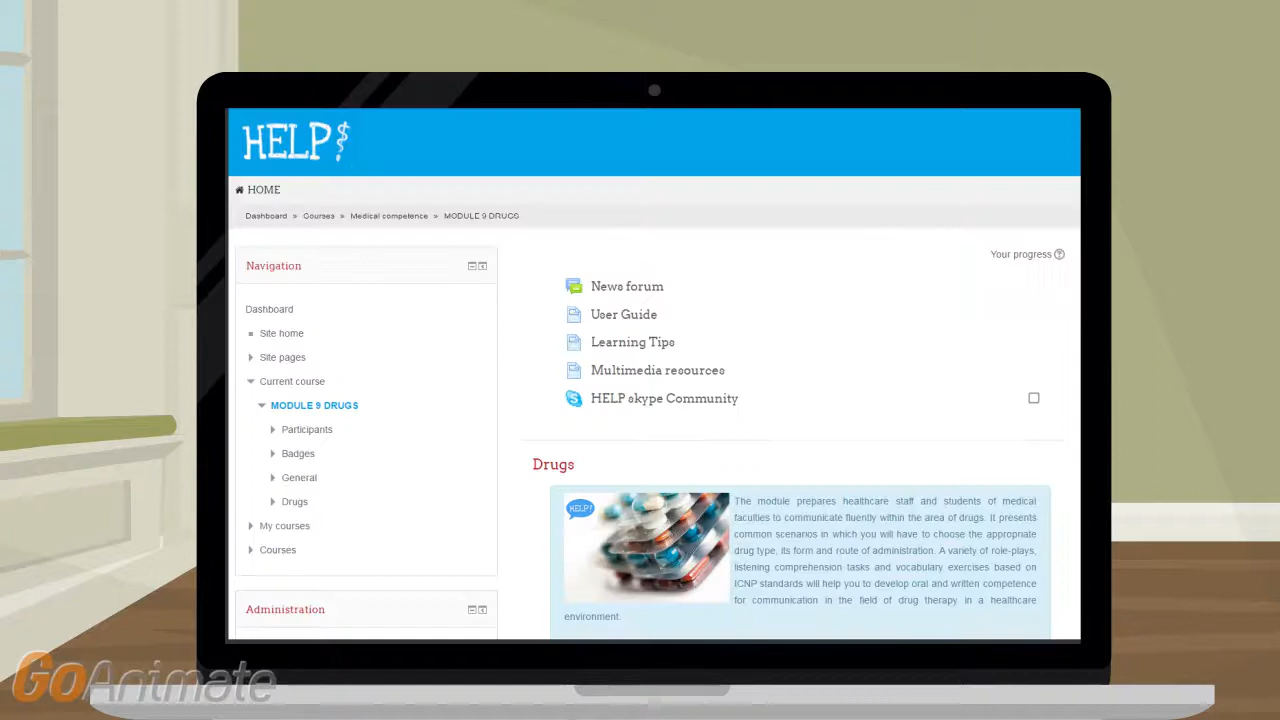 HELP!
HOME
Dashboard » Courses » Medical competence » MODULE 9 DRUGS
Navigation
Dashboard
Site home
Site pages
Current course
MODULE 9 DRUGS
Participants
Badges
General
Drugs
My courses
Courses
Administration
Your progress
News forum
User Guide
Learning Tips
Multimedia resources
HELP skype Community
Drugs
HELP!
The module prepares healthcare staff and students of medical
faculties to communicate fluently within the area of drugs. It presents
common scenarios in which you will have to choose the appropriate
drug type, its form and route of administration. A variety of role-plays,
listening comprehension tasks and vocabulary exercises based on
ICNP standards will help you to develop oral and written competence
for communication in the field of drug therapy in a healthcare
environment.
GoAnimate